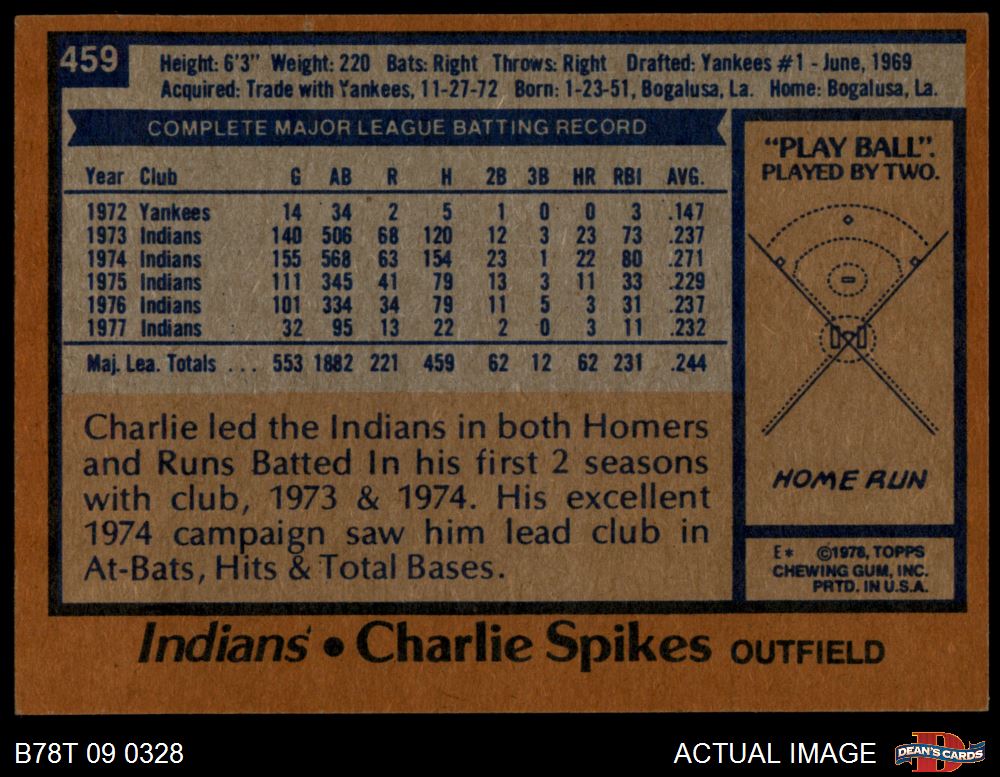 459
Height: 6'3" Weight: 220 Bats: Right Throws: Right Drafted: Yankees #1 - June, 1969
Acquired: Trade with Yankees, 11-27-72 Born: 1-23-51, Bogalusa, La. Home: Bogalusa, La.
COMPLETE MAJOR LEAGUE BATTING RECORD
Year Club G AB R H 2B 3B HR RBI AVG.
1972 Yankees 14 34 2 5 1 0 0 3 .147
1973 Indians 140 506 68 120 12 3 23 73 .237
1974 Indians 155 568 63 154 23 1 22 80 .271
1975 Indians 111 345 41 79 13 3 11 33 .229
1976 Indians 101 334 34 79 11 5 3 31 .237
1977 Indians 32 95 13 22 2 0 3 11 .232
Maj. Lea. Totals ... 553 1882 221 459 62 12 62 231 .244
Charlie led the Indians in both Homers
and Runs Batted In his first 2 seasons
with club, 1973 & 1974. His excellent
1974 campaign saw him lead club in
At-Bats, Hits & Total Bases.
"PLAY BALL".
PLAYED BY TWO.
HOME RUN
E* ©1978, TOPPS
CHEWING GUM, INC.
PRTD. IN U.S.A.
Indians • Charlie Spikes OUTFIELD
B78T 09 0328
ACTUAL IMAGE
DEAN'S CARDS